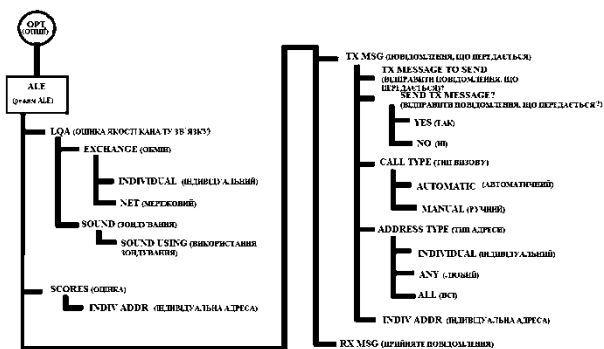 OPT
(ОПЦІЇ)
ALE
(режим ALE)
LQA (ОЦІНКА ЯКОСТІ КАНАЛУ ЗВ'ЯЗКУ)
EXCHANGE (ОБМІН)
INDIVIDUAL (ІНДИВІДУАЛЬНИЙ)
NET (МЕРЕЖКОВИЙ)
SOUND (ЗОНДУВАННЯ)
SOUND USING (ВИКОРИСТАННЯ
ЗОНДУВАННЯ)
SCORES (ОЦІНКА)
INDIV ADDR (ІНДИВІДУАЛЬНА АДРЕСА)
TX MSG (ПОВІДОМЛЕННЯ, ЩО ПЕРЕДАЄТЬСЯ)
TX MESSAGE TO SEND
(ВІДПРАВИТИ ПОВІДОМЛЕННЯ, ЩО
ПЕРЕДАЄТЬСЯ)?
SEND TX MESSAGE?
(ВІДПРАВИТИ ПОВІДОМЛЕННЯ, ЩО ПЕРЕДАЄТЬСЯ?)
YES (ТАК)
NO (НІ)
CALL TYPE (ТИП ВИЗОВУ)
AUTOMATIC (АВТОМАТИЧНИЙ)
MANUAL (РУЧНИЙ)
ADDRESS TYPE (ТИП АДРЕСИ)
INDIVIDUAL (ІНДИВІДУАЛЬНИЙ)
ANY (ЛЮБИЙ)
ALL (ВСІ)
INDIV ADDR (ІНДИВІДУАЛЬНА АДРЕСА)
RX MSG (ПРИЙНЯТЕ ПОВІДОМЛЕННЯ)